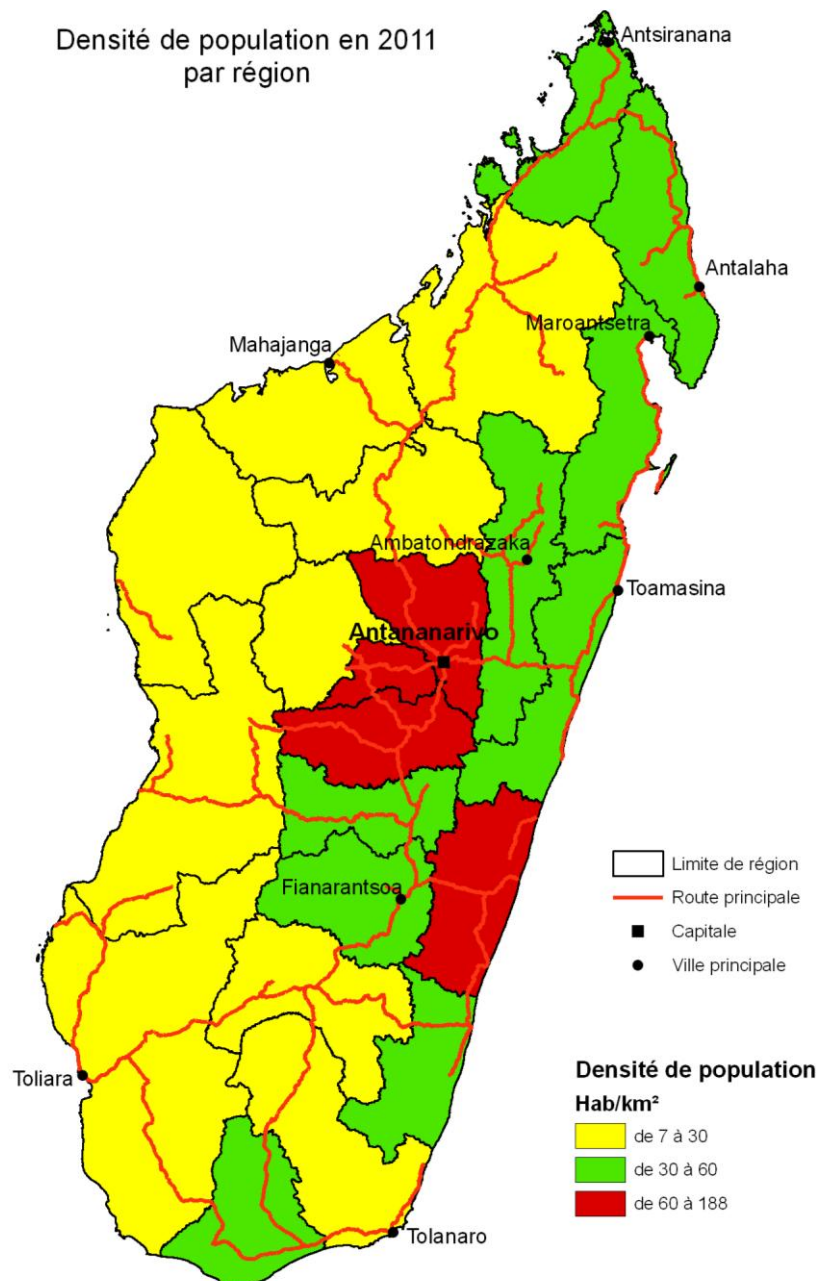 Densité de population en 2011
par région
Antsiranana
Antalaha
Maroantsetra
Mahajanga
Ambatondrazaka
Toamasina
Antananarivo
Fianarantsoa
Toliara
Tolanaro
Limite de région
Route principale
Capitale
Ville principale
Densité de population
Hab/km²
de 7 à 30
de 30 à 60
de 60 à 188